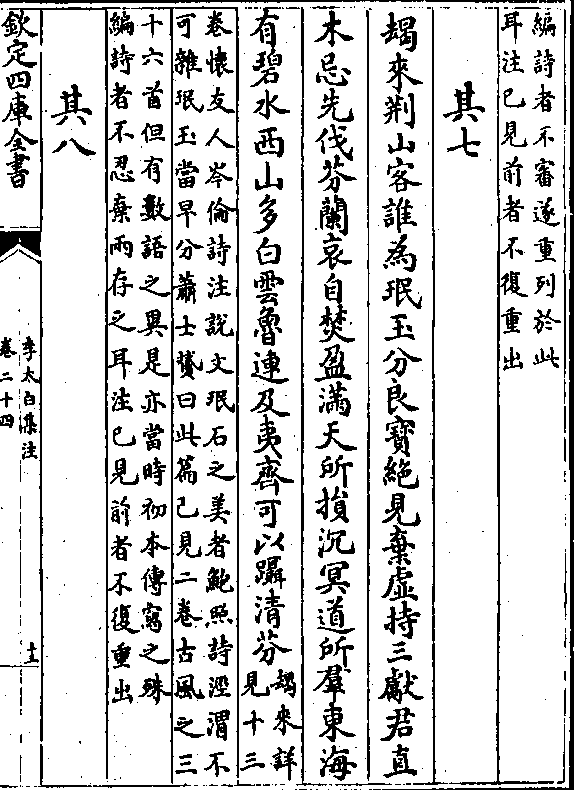 編詩者不審遂重列於此
耳注已見前者不復重出
其七
朅來荆山客誰為珉玉分良寶絶見棄虚持三獻君直
木忌先伐芬蘭哀自焚盈滿天所損沉冥道所羣東海
有碧水西山多白雲魯連及夷齊可以躡清芬
朅來詳
見十三
卷懷友人岑倫詩注說文珉石之美者鮑照詩涇渭不
可雜珉玉當早分蕭士贇曰此篇已見二卷古風之三
十六首但有數語之異是亦當時初本傳寫之殊
編詩者不忍棄兩存之耳注已見前者不復重出
其八
欽定四庫全書
李太白集注
卷二十四
十三